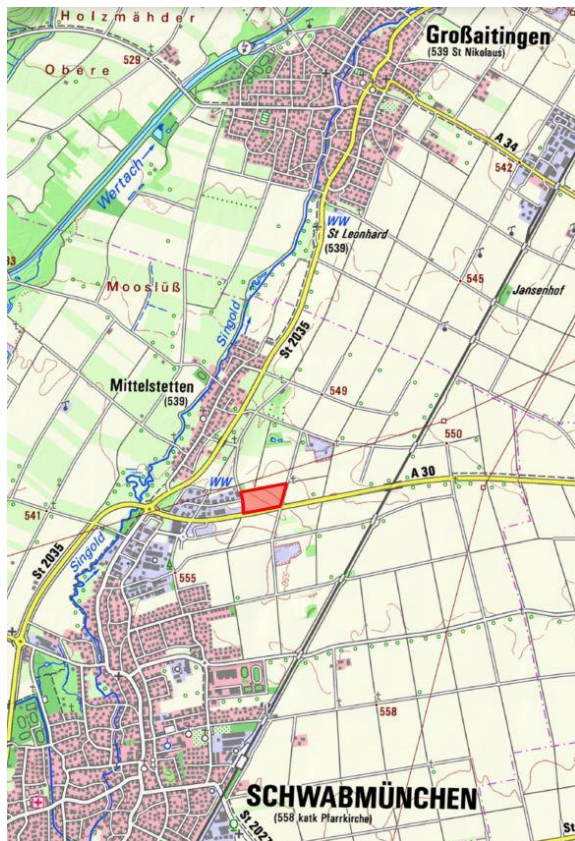 Holzmähder
Großaitingen
(539 St Nikolaus)
529
Obere
A 34
542
Wertach
WW
St Leonhard
(539)
33
545
Mooslüß
Jansenhof
Singold
St 2035
Mittelstetten
(539)
549
550
WW
A 30
541
St 2035
Singold
555
558
SCHWABMÜNCHEN
(558 katk Pfarrkirche)
St 2027
St